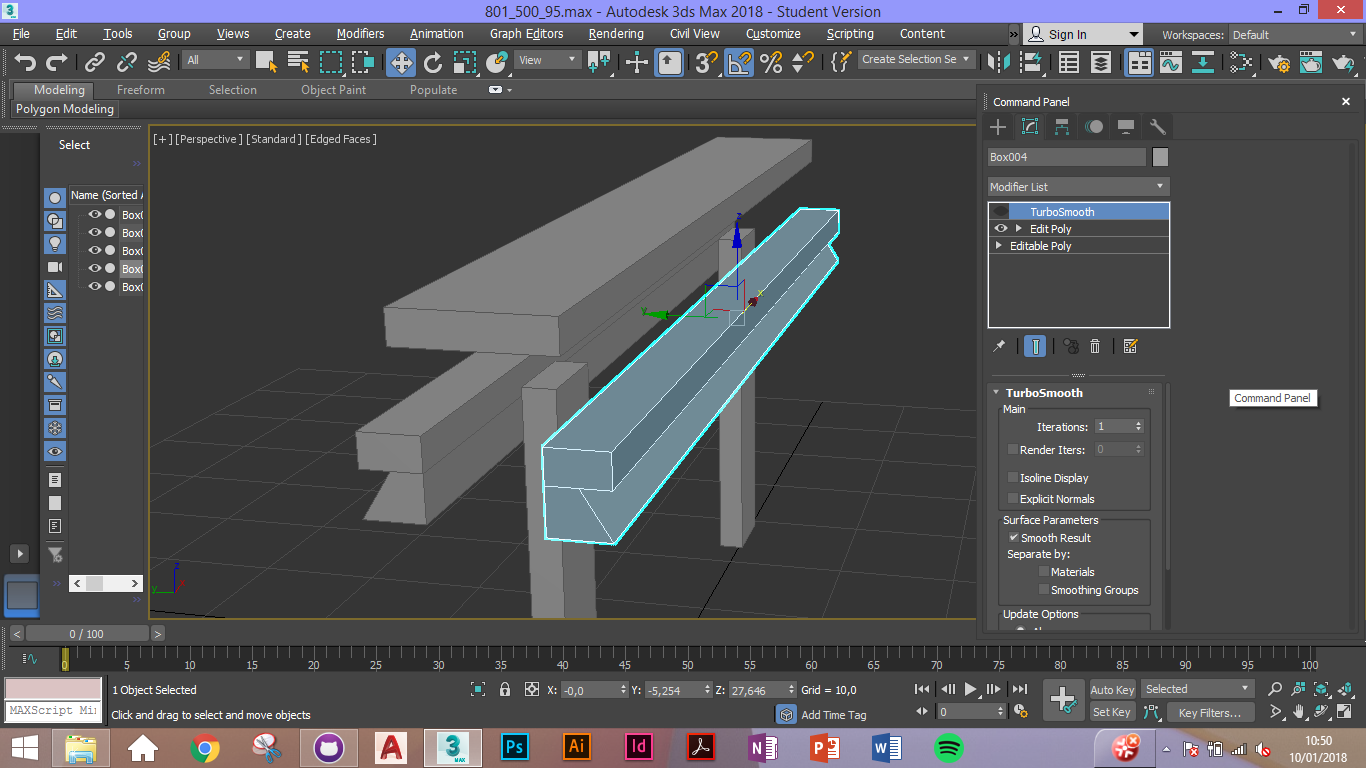 801_500_95.max - Autodesk 3ds Max 2018 - Student Version
File Edit Tools Group Views Create Modifiers Animation Graph Editors Rendering Civil View Customize Scripting Content » Sign In Workspaces: Default
All View 3 Create Selection Se
Modeling Freeform Selection Object Paint Populate
Polygon Modeling
Command Panel
Select
[+] [Perspective] [Standard] [Edged Faces]
Box004
Modifier List
Name (Sorted A
TurboSmooth
Box0
Edit Poly
Box0
Editable Poly
Box0
Box0
Box0
z
x
y
TurboSmooth
Main
Command Panel
Iterations: 1
Render Iters: 0
Isoline Display
Explicit Normals
Surface Parameters
Smooth Result
Separate by:
Materials
Smoothing Groups
z
y
Update Options
< 0 / 100 >
0 5 10 15 20 25 30 35 40 45 50 55 60 65 70 75 80 85 90 95 100
1 Object Selected X: -0,0 Y: -5,254 Z: 27,646 Grid = 10,0 Auto Key Selected
MAXScript Mi
Click and drag to select and move objects Add Time Tag 0 Set Key Key Filters...
3 MAX Ps Ai Id N P W
10:50
10/01/2018